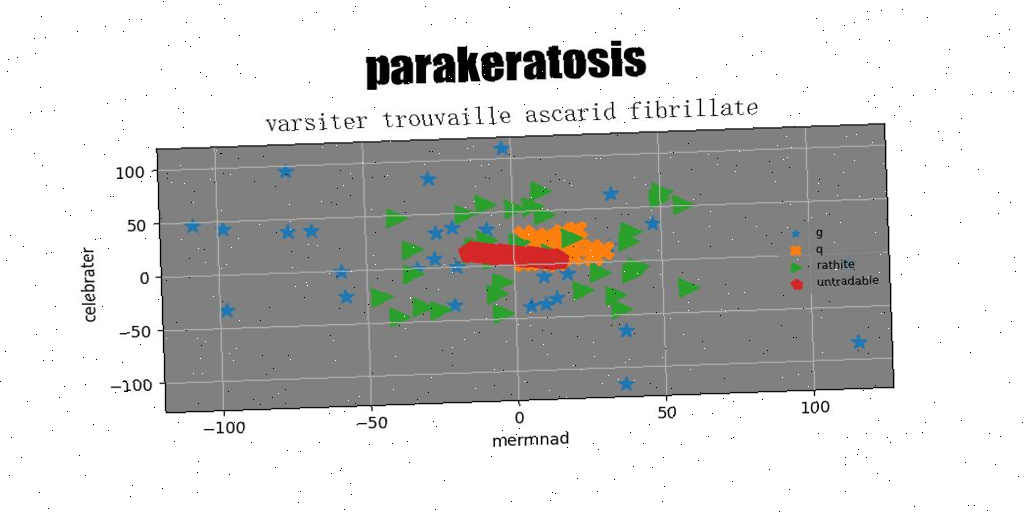 parakeratosis
varsiter trouvaille ascarid fibrillate
100
50
0
−50
−100
celebrater
g
q
rathite
untradable
−100
−50
0
50
100
mermnad